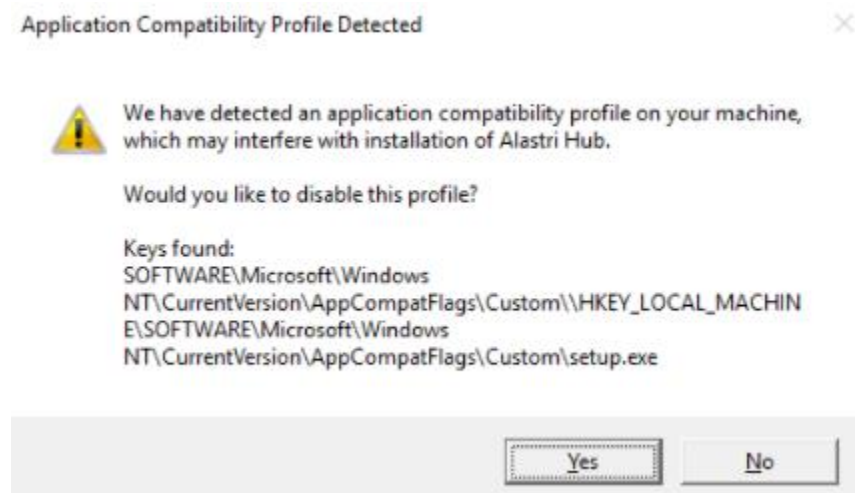 Application Compatibility Profile Detected
We have detected an application compatibility profile on your machine,
which may interfere with installation of Alastri Hub.
Would you like to disable this profile?
Keys found:
SOFTWARE\Microsoft\Windows
NT\CurrentVersion\AppCompatFlags\Custom\\HKEY_LOCAL_MACHIN
E\SOFTWARE\Microsoft\Windows
NT\CurrentVersion\AppCompatFlags\Custom\setup.exe
Yes No